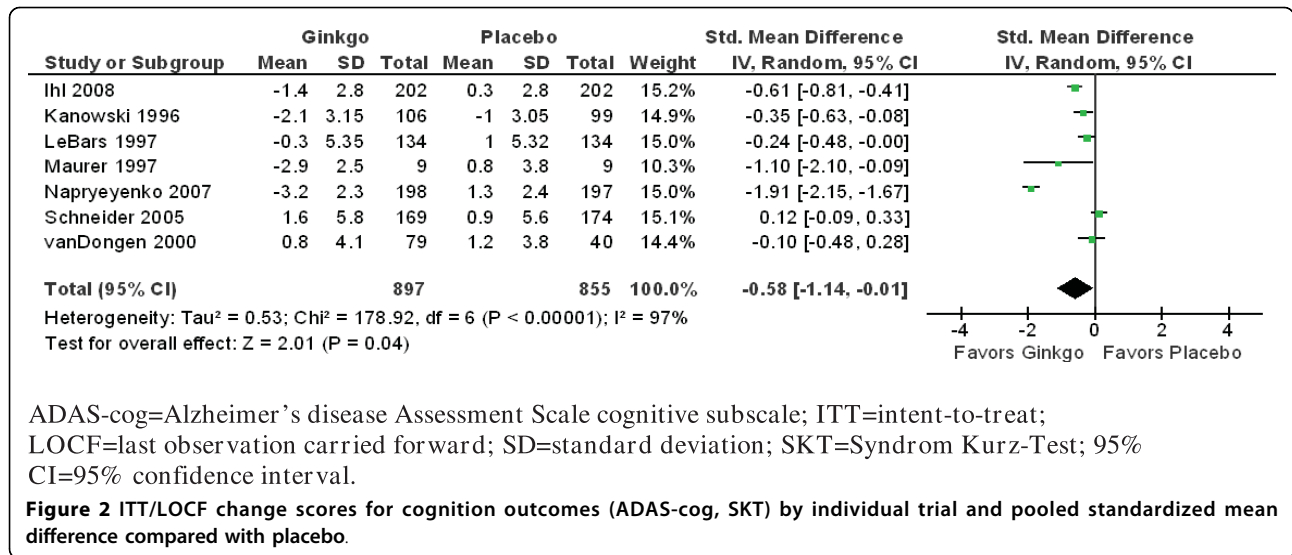 Ginkgo Placebo Std. Mean Difference Std. Mean Difference
Study or Subgroup Mean SD Total Mean SD Total Weight IV, Random, 95% CI IV, Random, 95% CI
Ihl 2008 -1.4 2.8 202 0.3 2.8 202 15.2% -0.61 [-0.81, -0.41]
Kanowski 1996 -2.1 3.15 106 -1 3.05 99 14.9% -0.35 [-0.63, -0.08]
LeBars 1997 -0.3 5.35 134 1 5.32 134 15.0% -0.24 [-0.48, -0.00]
Maurer 1997 -2.9 2.5 9 0.8 3.8 9 10.3% -1.10 [-2.10, -0.09]
Napryeyenko 2007 -3.2 2.3 198 1.3 2.4 197 15.0% -1.91 [-2.15, -1.67]
Schneider 2005 1.6 5.8 169 0.9 5.6 174 15.1% 0.12 [-0.09, 0.33]
vanDongen 2000 0.8 4.1 79 1.2 3.8 40 14.4% -0.10 [-0.48, 0.28]
Total (95% CI) 897 855 100.0% -0.58 [-1.14, -0.01]
Heterogeneity: Tau² = 0.53; Chi² = 178.92, df = 6 (P < 0.00001); I² = 97%
Test for overall effect: Z = 2.01 (P = 0.04)
-4 -2 0 2 4
Favors Ginkgo Favors Placebo
ADAS-cog=Alzheimer's disease Assessment Scale cognitive subscale; ITT=intent-to-treat;
LOCF=last observation carried forward; SD=standard deviation; SKT=Syndrom Kurz-Test; 95%
CI=95% confidence interval.
Figure 2 ITT/LOCF change scores for cognition outcomes (ADAS-cog, SKT) by individual trial and pooled standardized mean
difference compared with placebo.